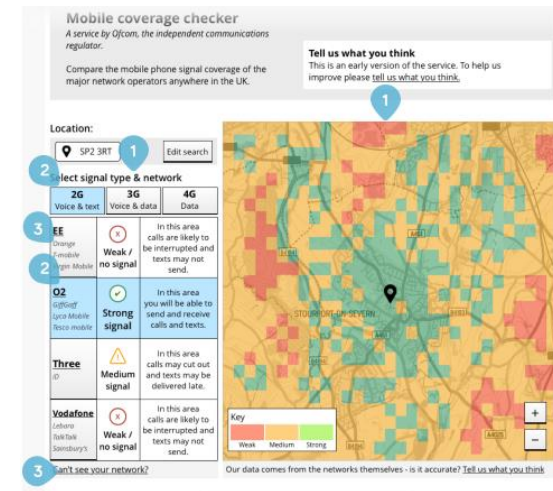 Mobile coverage checker
A service by Ofcom, the independent communications
regulator.
Compare the mobile phone signal coverage of the
major network operators anywhere in the UK.
Tell us what you think
This is an early version of the service. To help us
improve please tell us what you think.
1
Location:
SP2 3RT
1
Edit search
2
Select signal type & network
2G
Voice & text
3G
Voice & data
4G
Data
3
EE
Orange
T-mobile
Virgin Mobile
Weak /
no signal
In this area
calls are likely to
be interrupted and
texts may not
send.
2
O2
GiffGaff
Lyca Mobile
Tesco mobile
Strong
signal
In this area
you will be able to
send and receive
calls and texts.
Three
iD
Medium
signal
In this area
calls may cut out
and texts may be
delivered late.
Vodafone
Lebara
TalkTalk
Sainsbury's
Weak /
no signal
In this area
calls are likely to
be interrupted and
texts may not
send.
3
Can't see your network?
STOURPORT-ON-SEVERN
Key
Weak
Medium
Strong
+
−
Our data comes from the networks themselves - is it accurate? Tell us what you think